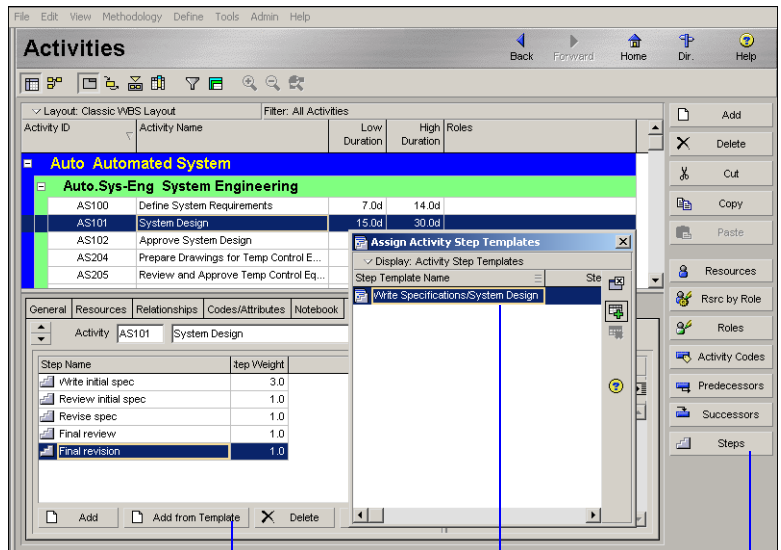 File Edit View Methodology Define Tools Admin Help
Activities
Back Forward Home Dir. Help
Layout: Classic WBS Layout Filter: All Activities
Activity ID Activity Name Low Duration High Duration Roles
Auto Automated System
Auto.Sys-Eng System Engineering
AS100 Define System Requirements 7.0d 14.0d
AS101 System Design 15.0d 30.0d
AS102 Approve System Design
AS204 Prepare Drawings for Temp Control E...
AS205 Review and Approve Temp Control Eq...
General Resources Relationships Codes/Attributes Notebook
Activity AS101 System Design
Step Name Step Weight
Write initial spec 3.0
Review initial spec 1.0
Revise spec 1.0
Final review 1.0
Final revision 1.0
Add Add from Template Delete
Assign Activity Step Templates
Display: Activity Step Templates
Step Template Name Ste
Write Specifications/System Design
Add
Delete
Cut
Copy
Paste
Resources
Rsrc by Role
Roles
Activity Codes
Predecessors
Successors
Steps